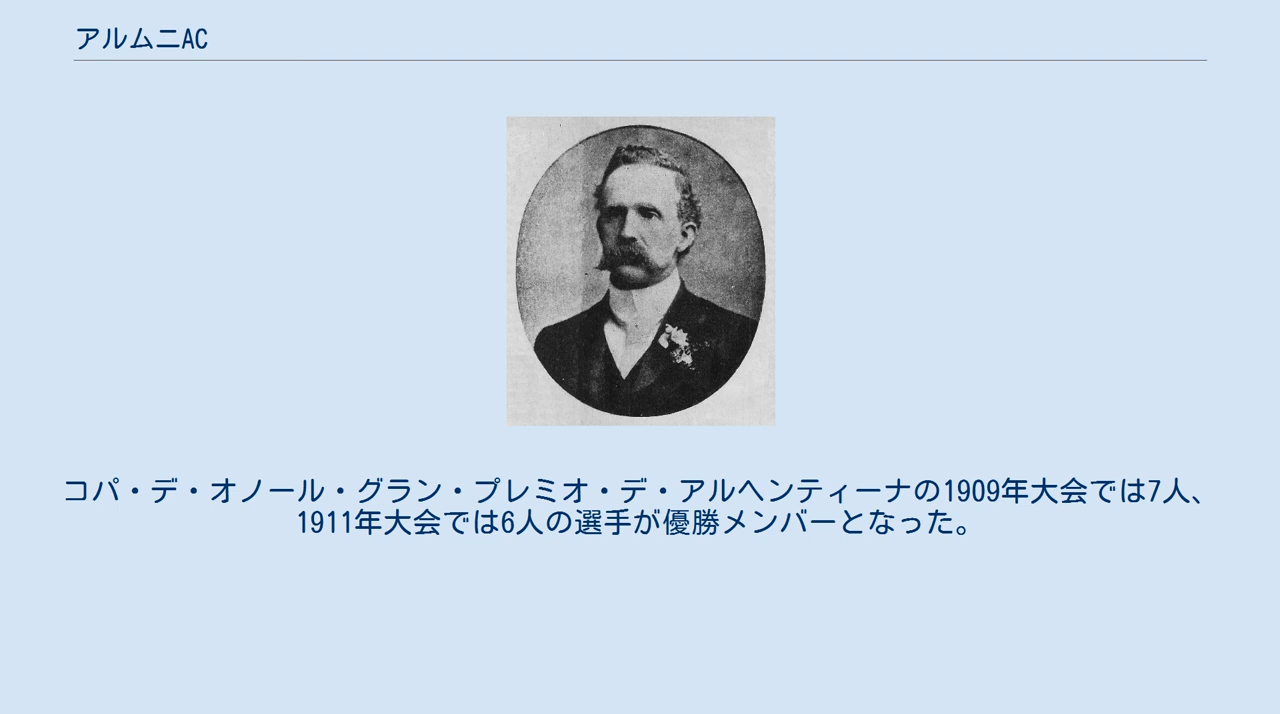 アルムニAC
コパ・デ・オノール・グラン・プレミオ・デ・アルヘンティーナの1909年大会では7人、
1911年大会では6人の選手が優勝メンバーとなった。